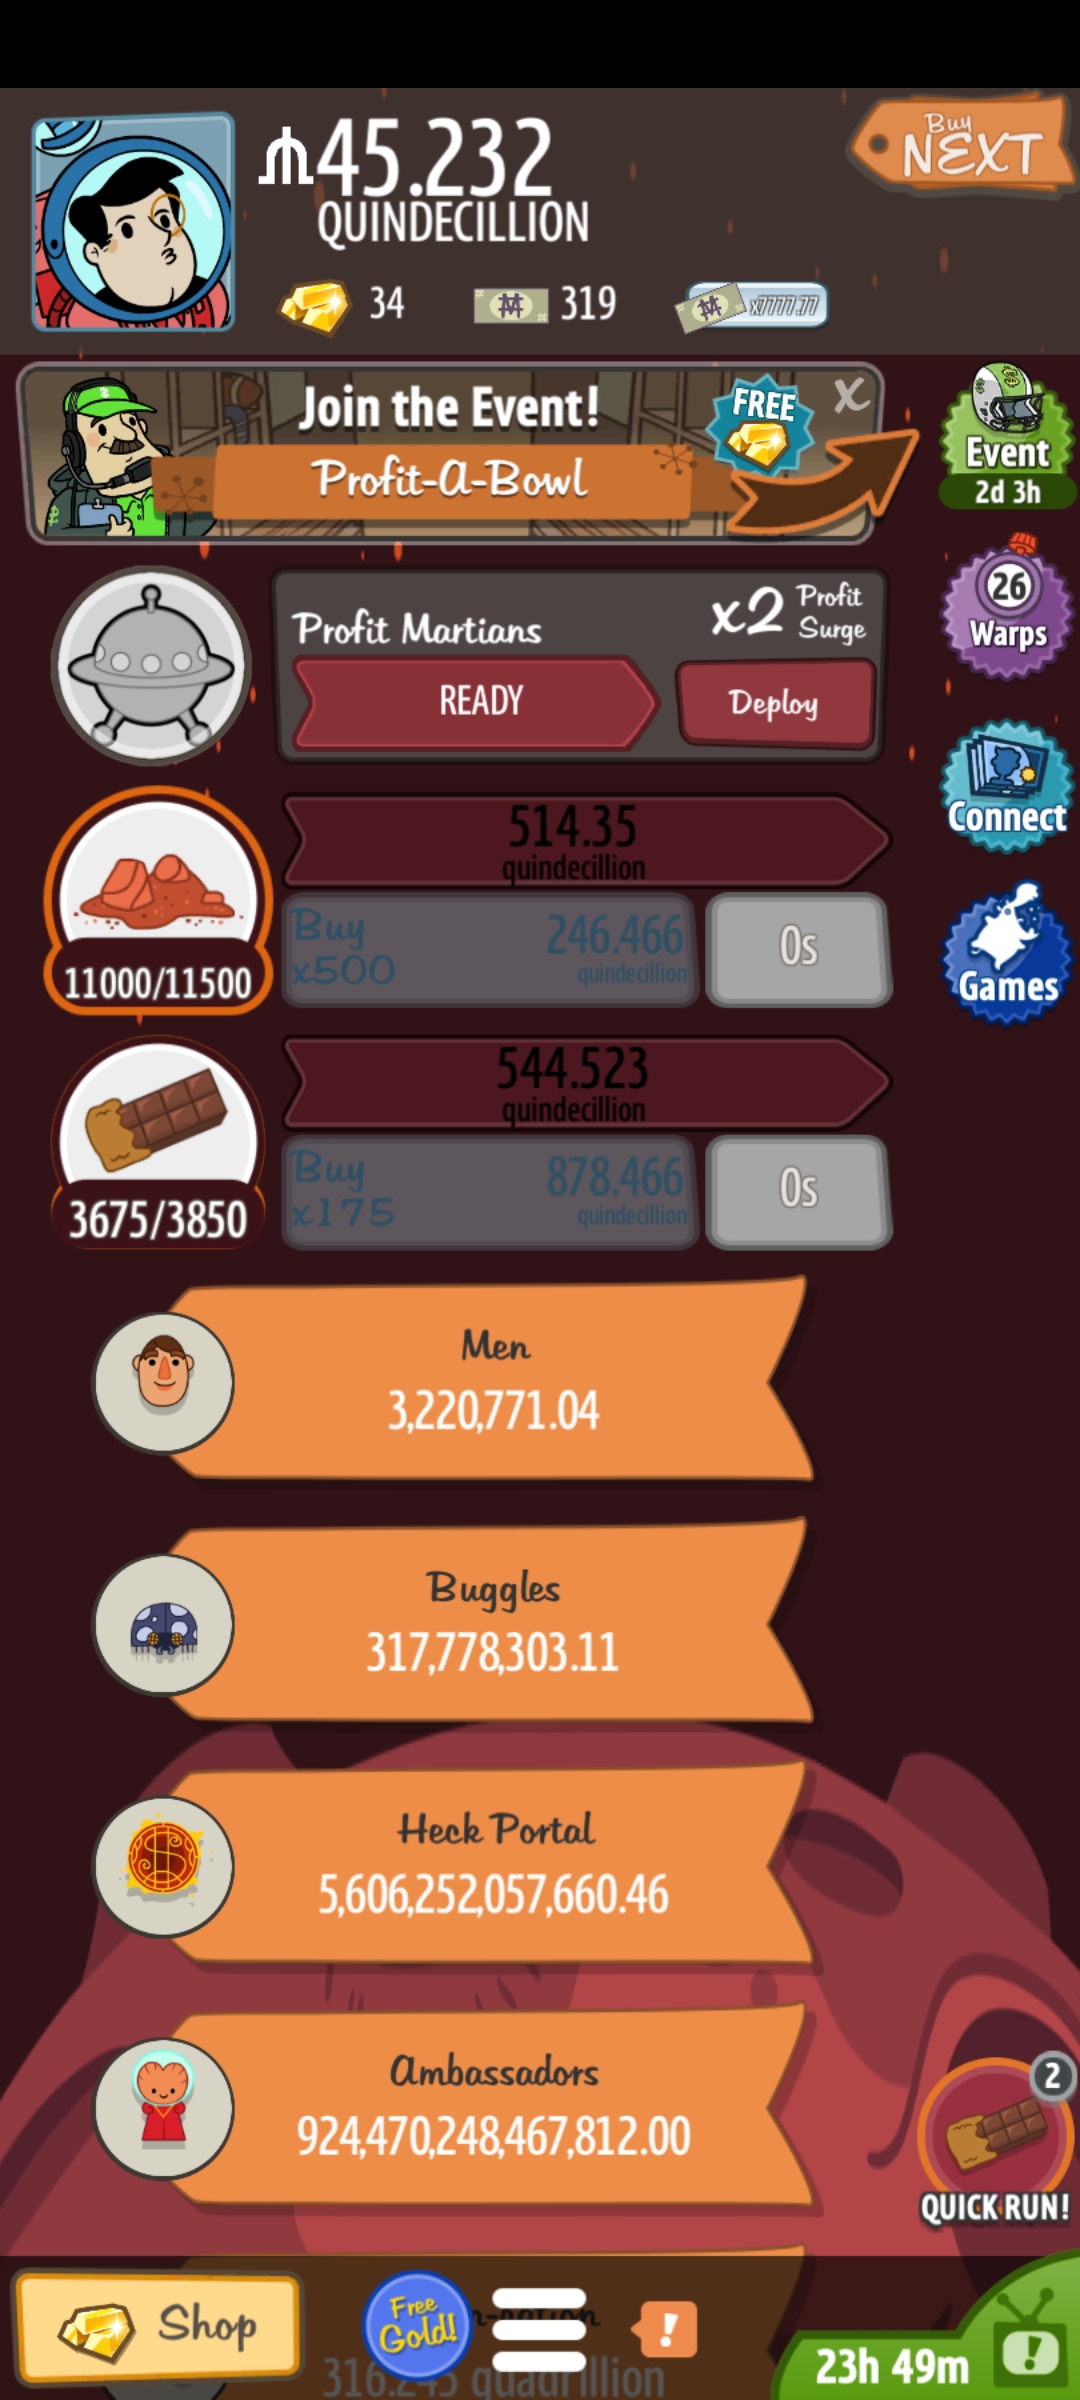 45.232
QUINDECILLION
Buy
NEXT
34
319
x7777.77
Join the Event!
Profit-A-Bowl
FREE
X
Event
2d 3h
Profit Martians
x2 Profit
Surge
READY
Deploy
26
Warps
514.35
quindecillion
Buy
x500
246.466
quindecillion
0s
11000/11500
Connect
Games
544.523
quindecillion
Buy
x175
878.466
quindecillion
0s
3675/3850
Men
3,220,771.04
Buggles
317,778,303.11
Heck Portal
5,606,252,057,660.46
Ambassadors
924,470,248,467,812.00
2
QUICK RUN!
Shop
Free
Gold!
!
316.245 quadrillion
23h 49m
!